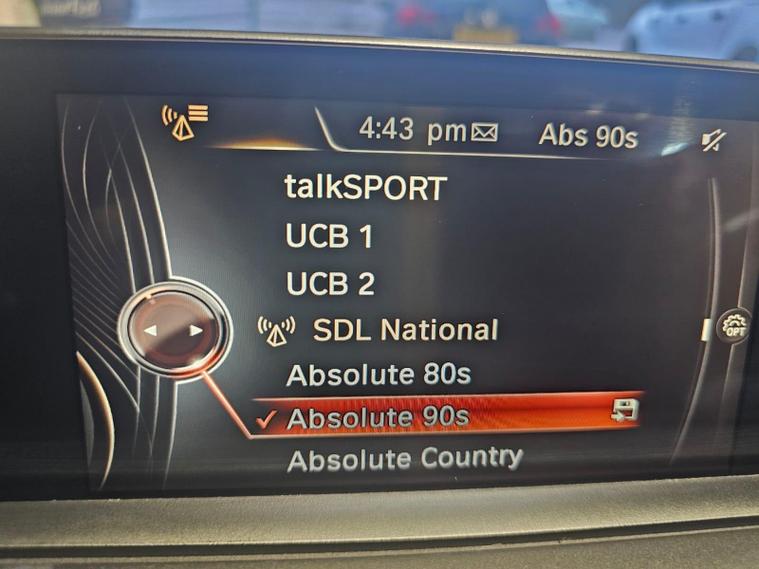 4:43 pm Abs 90s
talkSPORT
UCB 1
UCB 2
SDL National
OPT
Absolute 80s
Absolute 90s
Absolute Country